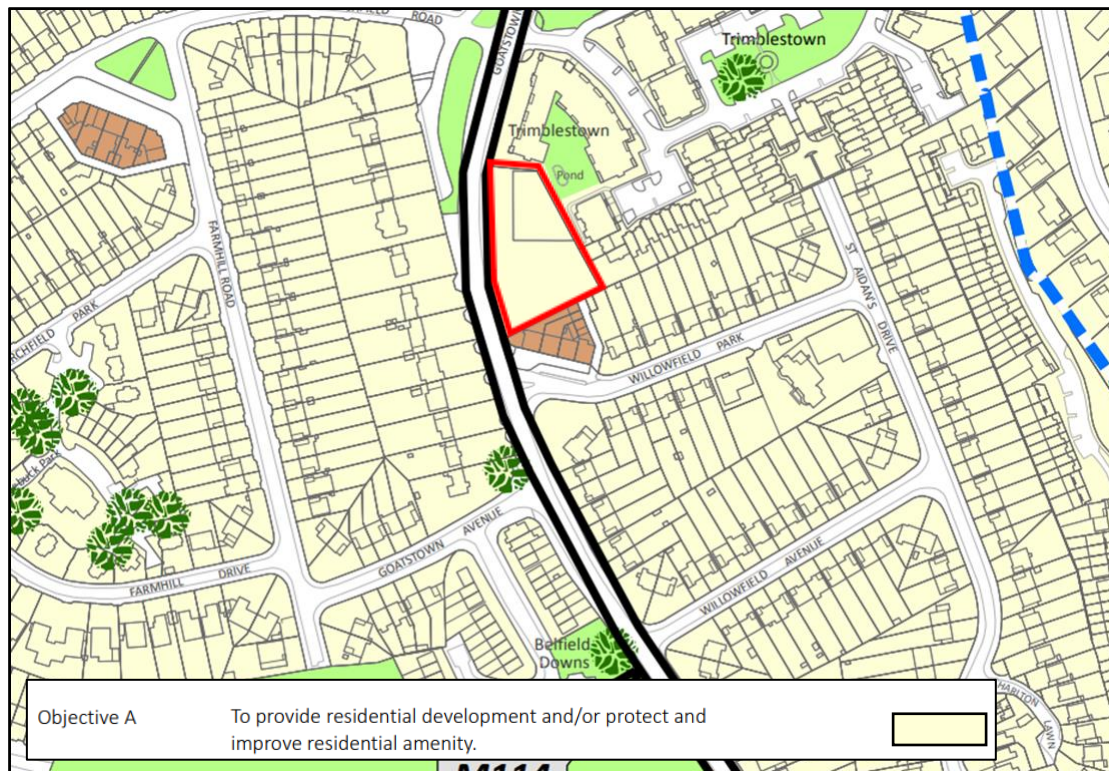 ROAD
GOATSTOWN
Trimblestown
Trimblestown
Pond
FARMHILL ROAD
PARK
ST AIDAN'S
DRIVE
WILLOWFIELD PARK
GOATSTOWN AVENUE
FARMHILL DRIVE
WILLOWFIELD AVENUE
Belfield
Downs
LAWN
Objective A To provide residential development and/or protect and
improve residential amenity.